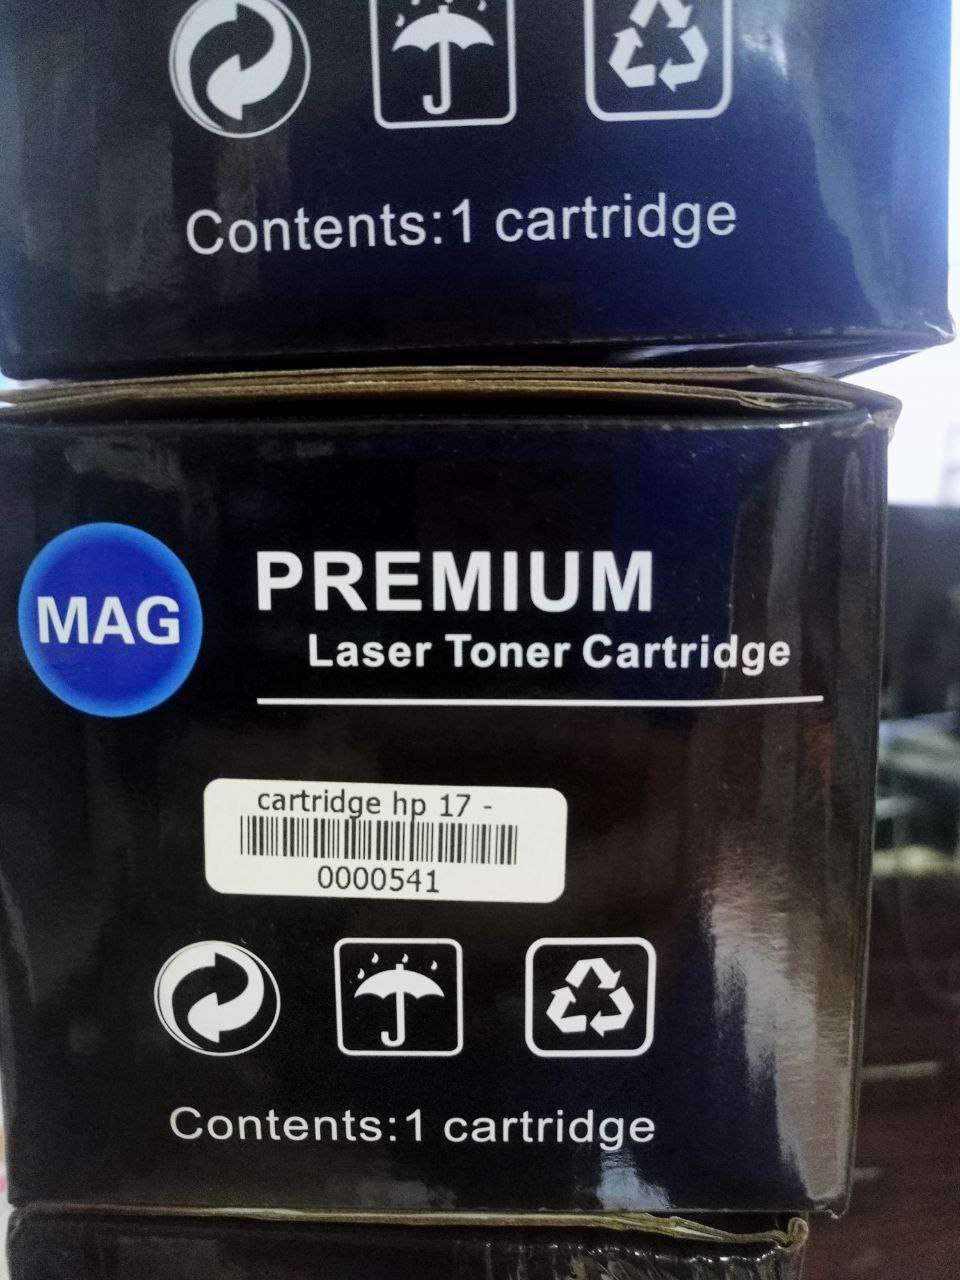 Contents:1 cartridge
MAG
PREMIUM
Laser Toner Cartridge
cartridge hp 17 -
0000541
Contents:1 cartridge